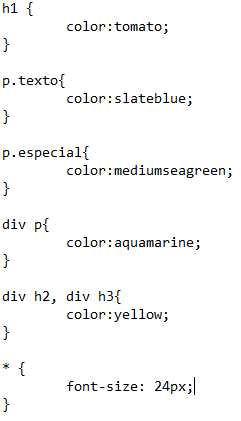 h1 {
color:tomato;
}
p.texto{
color:slateblue;
}
p.especial{
color:mediumseagreen;
}
div p{
color:aquamarine;
}
div h2, div h3{
color:yellow;
}
* {
font-size: 24px;
}